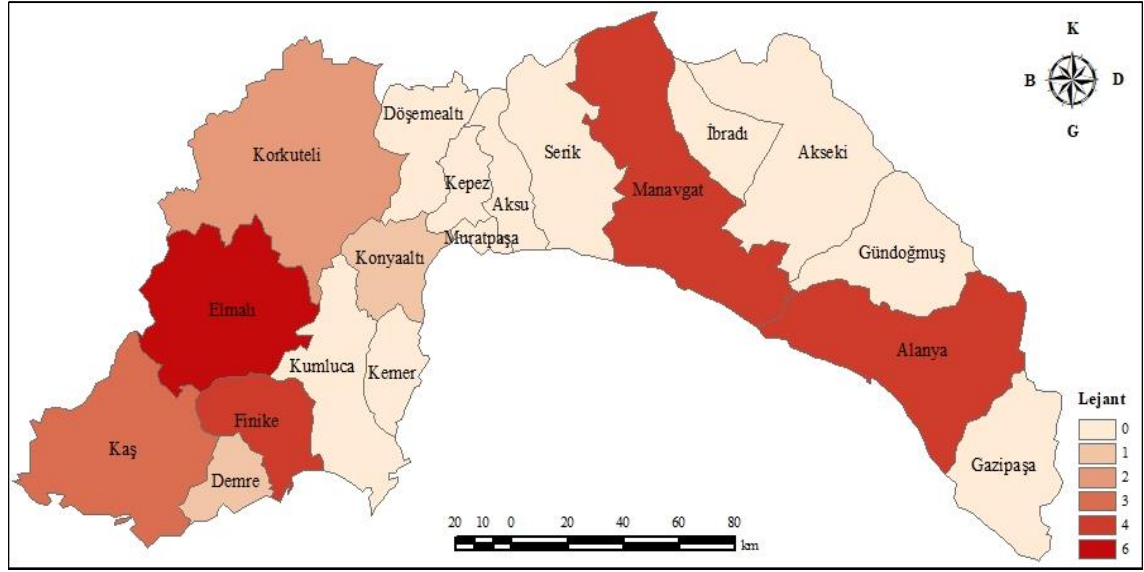 K
B
D
G
Döşemealtı
Korkuteli
Serik
İbradı
Akseki
Kepez
Manavgat
Aksu
Muratpaşa
Konyaaltı
Gündoğmuş
Elmalı
Alanya
Kumluca
Kemer
Lejant
Finike
0
Kaş
1
Gazipaşa
Demre
2
3
20 10 0 20 40 60 80
km
4
6